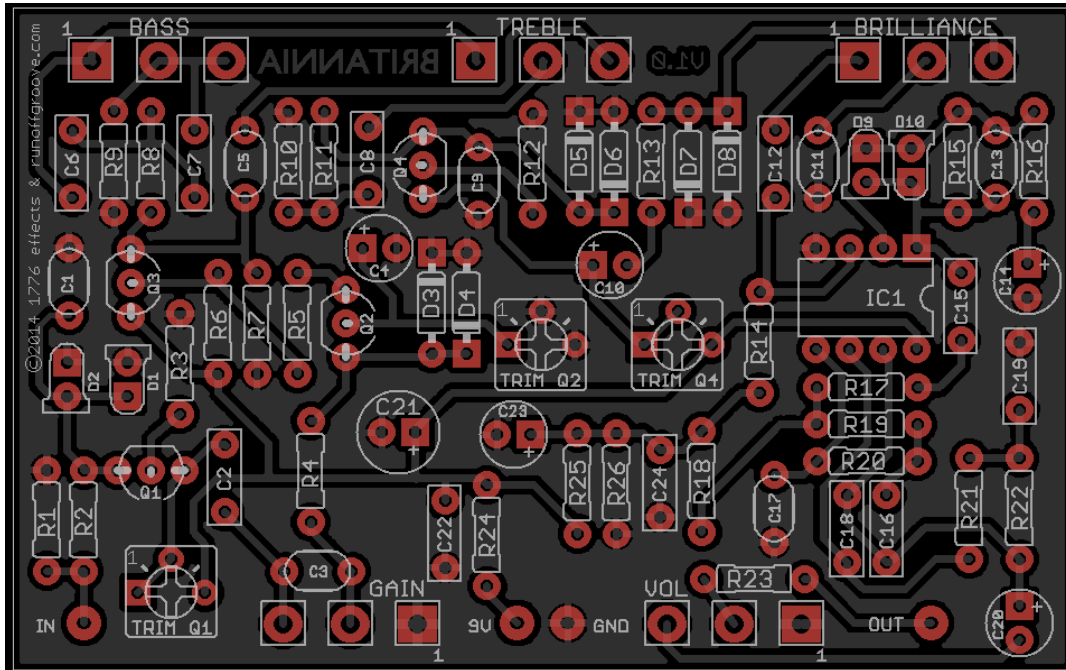 1 BASS
1 TREBLE
1 BRILLIANCE
BRITANNIA
V1.0
©2014 1776 effects & runoffgroove.com
C6
R9
R8
C7
C5
R10
R11
C8
Q4
C9
R12
D5
D6
R13
D7
D8
C12
C11
D9
D10
R15
C13
R16
C1
Q3
R6
R7
R5
Q2
+
C4
D3
D4
+
C10
R14
IC1
C15
C14
+
R3
D2
D1
1
TRIM Q2
1
TRIM Q4
R17
R19
R20
C19
C21
+
C23
+
R1
R2
Q1
C2
R4
C22
R24
R25
R26
C24
R18
C17
C18
C16
R21
R22
1
TRIM Q1
C3
GAIN
1
9V
GND
VOL
R23
1
IN
OUT
C20
+